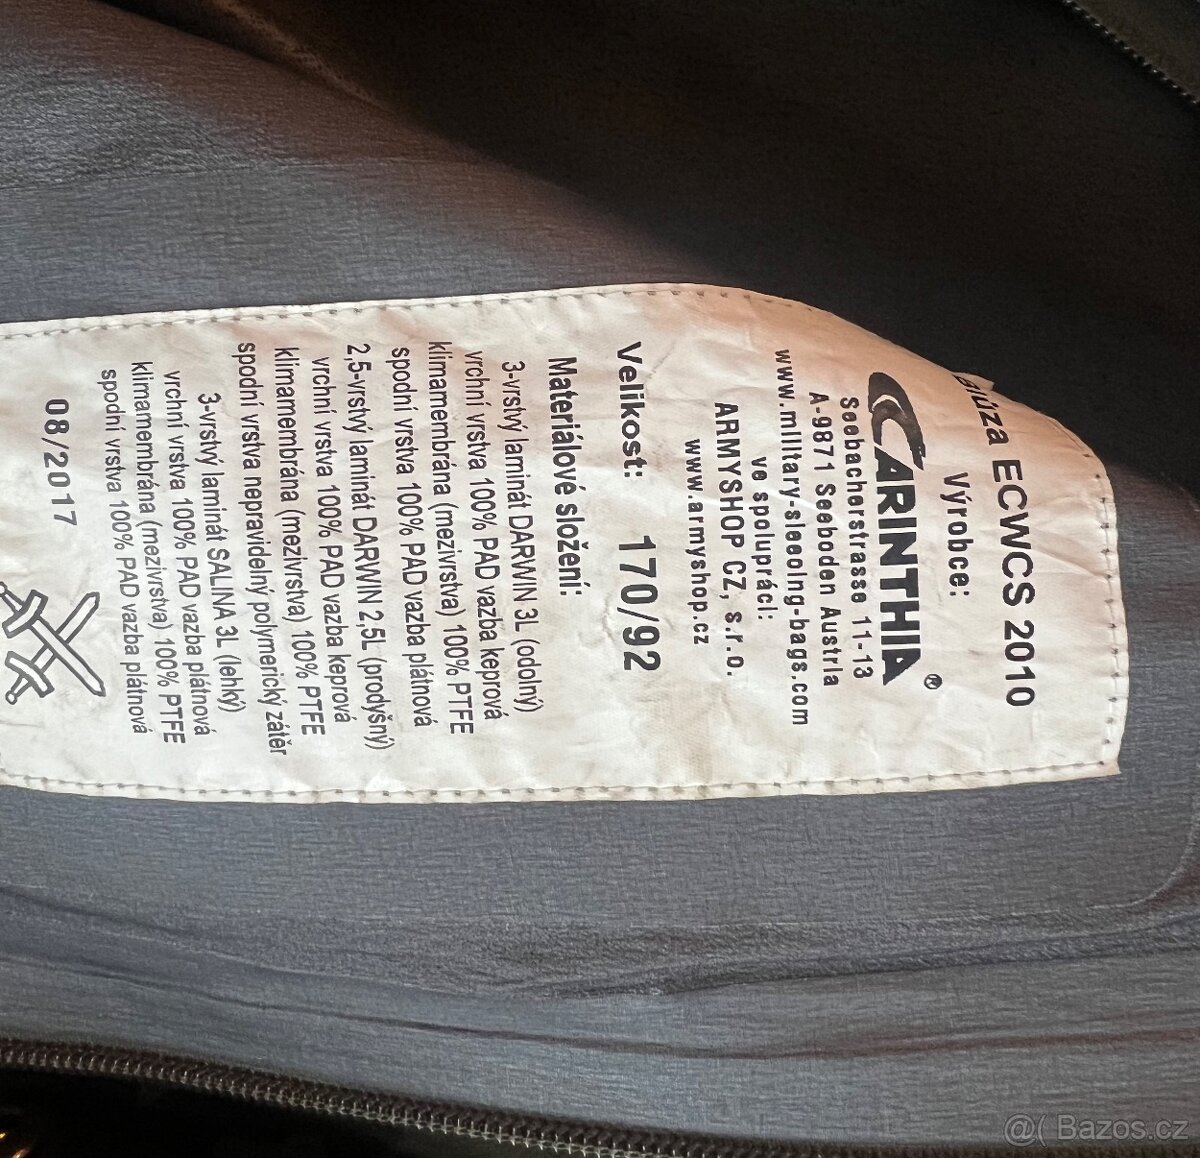 Blúza ECWCS 2010
Výrobce:
CARINTHIA®
Seebacherstrasse 11-13
A-9871 Seeboden Austria
www.military-sleeping-bags.com
ve spolupráci:
ARMYSHOP CZ, s.r.o.
www.armyshop.cz
Velikost: 170/92
Materiálové složení:
3-vrstvý laminát DARWIN 3L (odolný)
vrchní vrstva 100% PAD vazba keprová
klimamembrána (mezivrstva) 100% PTFE
spodní vrstva 100% PAD vazba plátnová
2,5-vrstvý laminát DARWIN 2,5L (prodyšný)
vrchní vrstva 100% PAD vazba keprová
klimamembrána (mezivrstva) 100% PTFE
spodní vrstva nepravidelný polymerický zátěr
3-vrstvý laminát SALINA 3L (lehký)
vrchní vrstva 100% PAD vazba plátnová
klimamembrána (mezivrstva) 100% PTFE
spodní vrstva 100% PAD vazba plátnová
08/2017
@( Bazos.cz